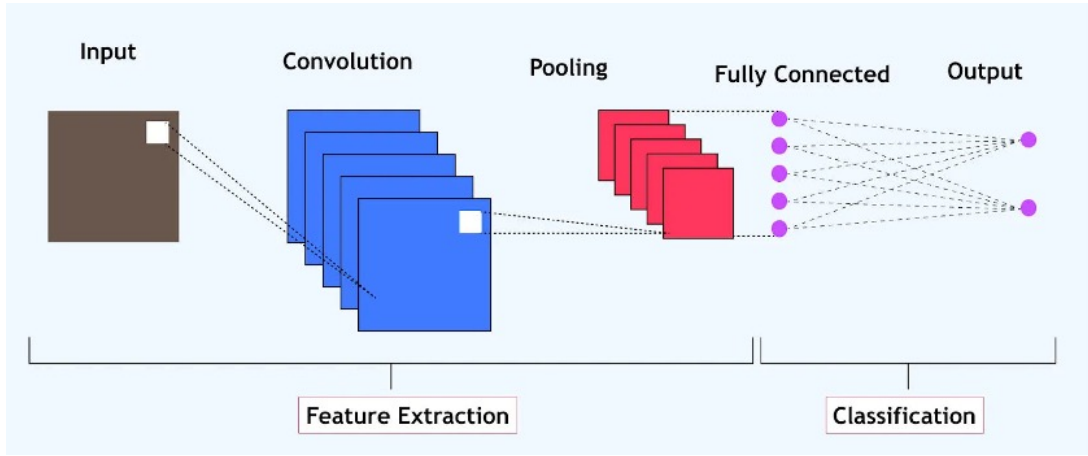 Input
Convolution
Pooling
Fully Connected
Output
Feature Extraction
Classification